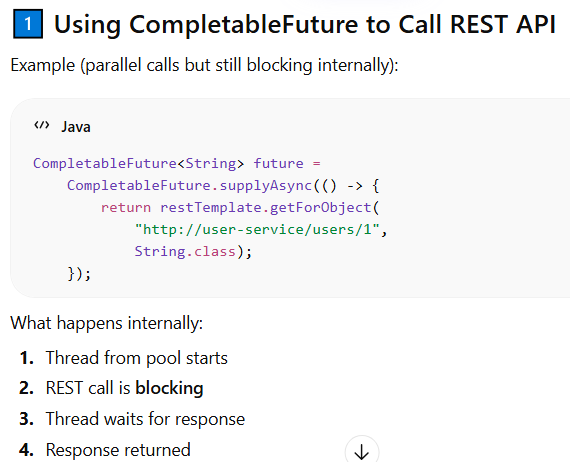 1 Using CompletableFuture to Call REST API
Example (parallel calls but still blocking internally):
</> Java
CompletableFuture<String> future =
    CompletableFuture.supplyAsync(() -> {
        return restTemplate.getForObject(
            "http://user-service/users/1",
            String.class);
    });
What happens internally:
1. Thread from pool starts
2. REST call is blocking
3. Thread waits for response
4. Response returned